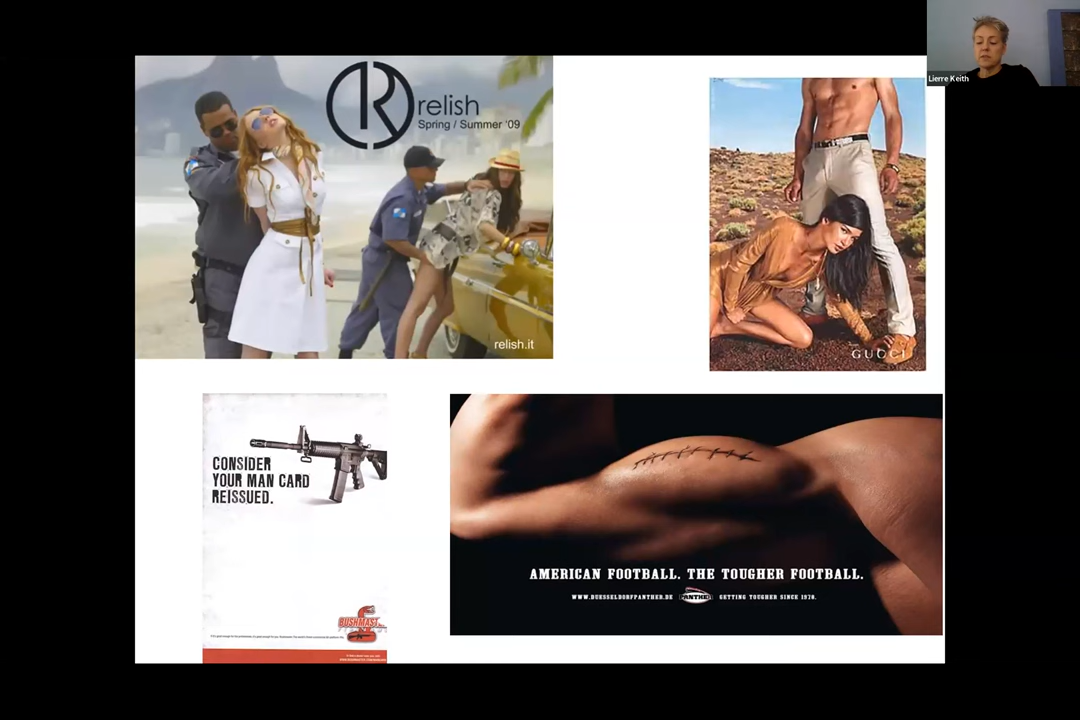 Lierre Keith
relish
Spring / Summer '09
relish.it
GUCCI
CONSIDER
YOUR MAN CARD
REISSUED.
BUSHMAST
AMERICAN FOOTBALL. THE TOUGHER FOOTBALL.
WWW.DUESSELDORFPANTHER.DE PANTHER GETTING TOUGHER SINCE 1978.